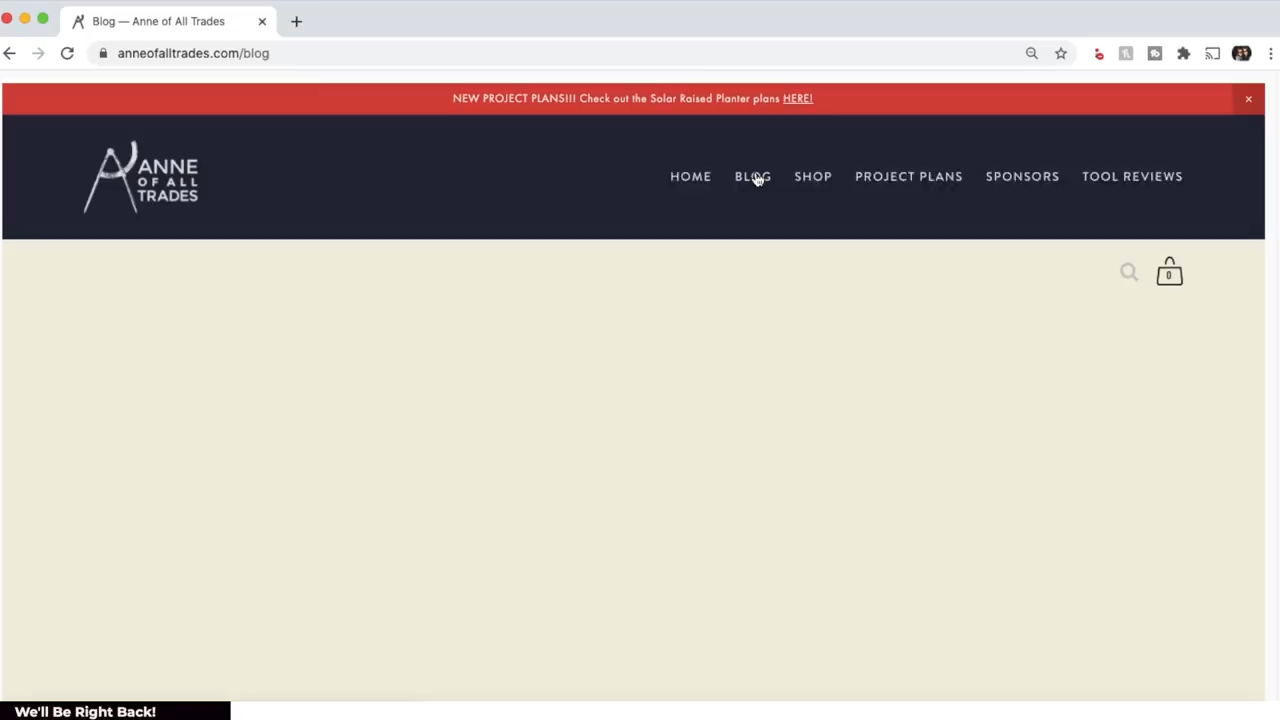 Blog — Anne of All Trades
anneofalltrades.com/blog
NEW PROJECT PLANS!!! Check out the Solar Raised Planter plans HERE!
ANNE
OF ALL
TRADES
HOME BLOG SHOP PROJECT PLANS SPONSORS TOOL REVIEWS
0
We'll Be Right Back!